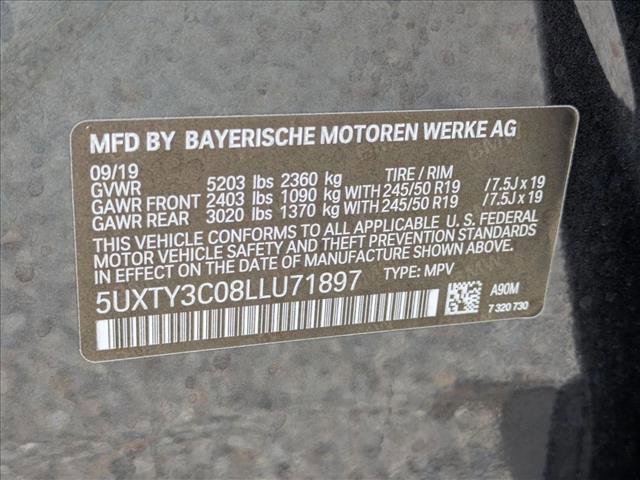 MFD BY BAYERISCHE MOTOREN WERKE AG
09/19 TIRE / RIM
GVWR 5203 lbs 2360 kg
GAWR FRONT 2403 lbs 1090 kg WITH 245/50 R19 / 7.5J x 19
GAWR REAR 3020 lbs 1370 kg WITH 245/50 R19 / 7.5J x 19
THIS VEHICLE CONFORMS TO ALL APPLICABLE U. S. FEDERAL
MOTOR VEHICLE SAFETY AND THEFT PREVENTION STANDARDS
IN EFFECT ON THE DATE OF MANUFACTURE SHOWN ABOVE.
5UXTY3C08LLU71897 TYPE: MPV
A90M
7 320 730